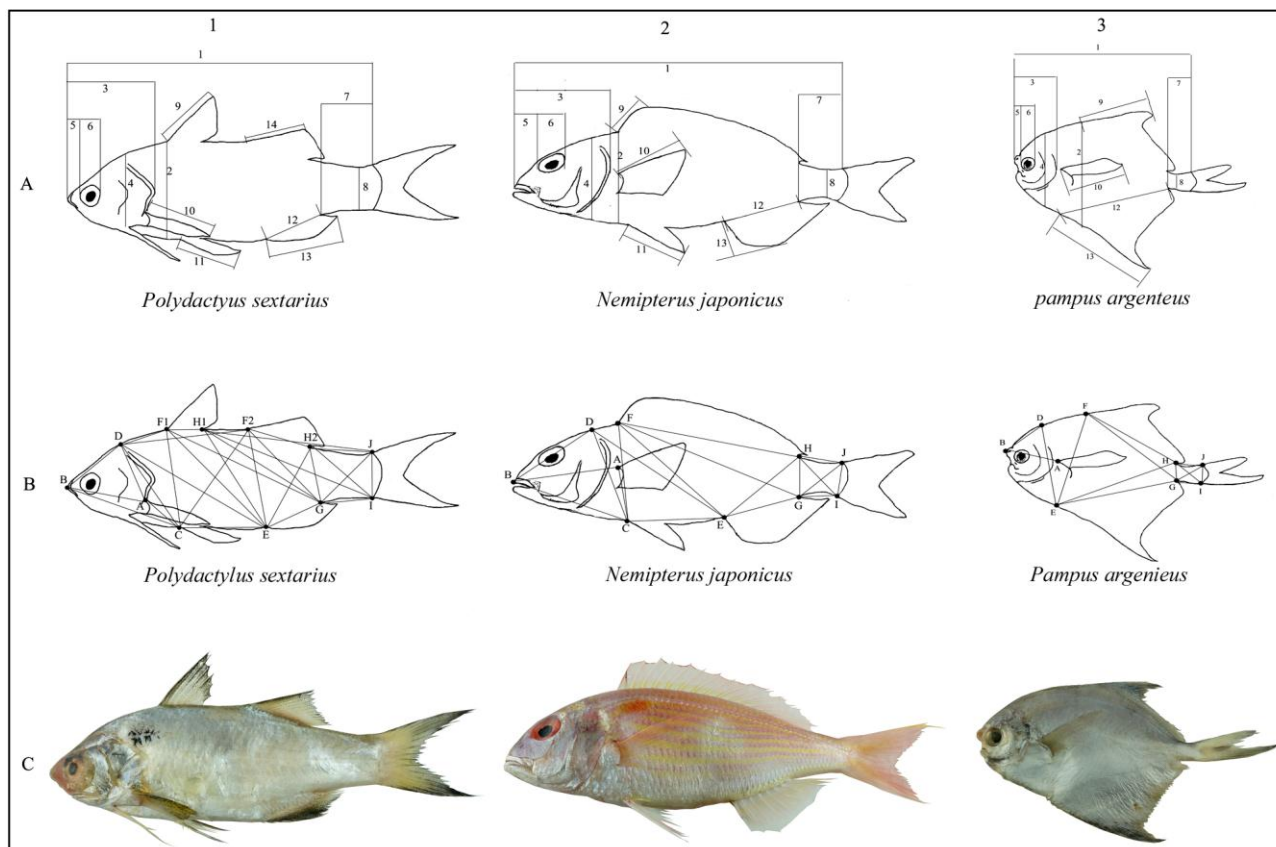 1 2 3
A
1
3
7
9
14
5 6
4
2
8
10
12
11
13
Polydactyus sextarius
1
3
7
9
5 6
10
2
4
8
12
11
13
Nemipterus japonicus
1
3
7
9
5 6
4
2
8
10
12
13
pampus argenteus
B
F1 H1 F2
D
H2 J
B
A
G I
C E
Polydactylus sextarius
F
D
H J
A
B
G I
C E
Nemipterus japonicus
F
D
B
A
H J
G I
E
Pampus argenieus
C